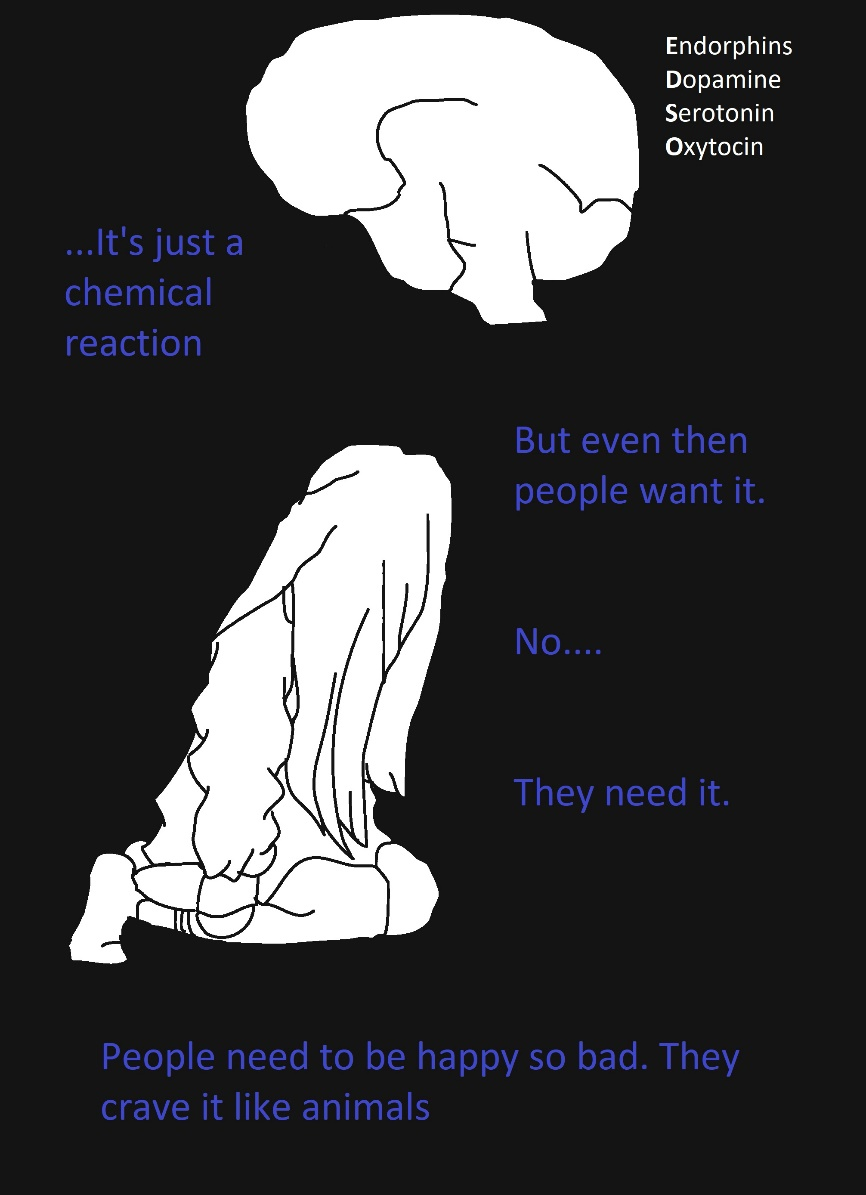 Endorphins
Dopamine
Serotonin
Oxytocin
...It's just a
chemical
reaction
But even then
people want it.
No....
They need it.
People need to be happy so bad. They
crave it like animals